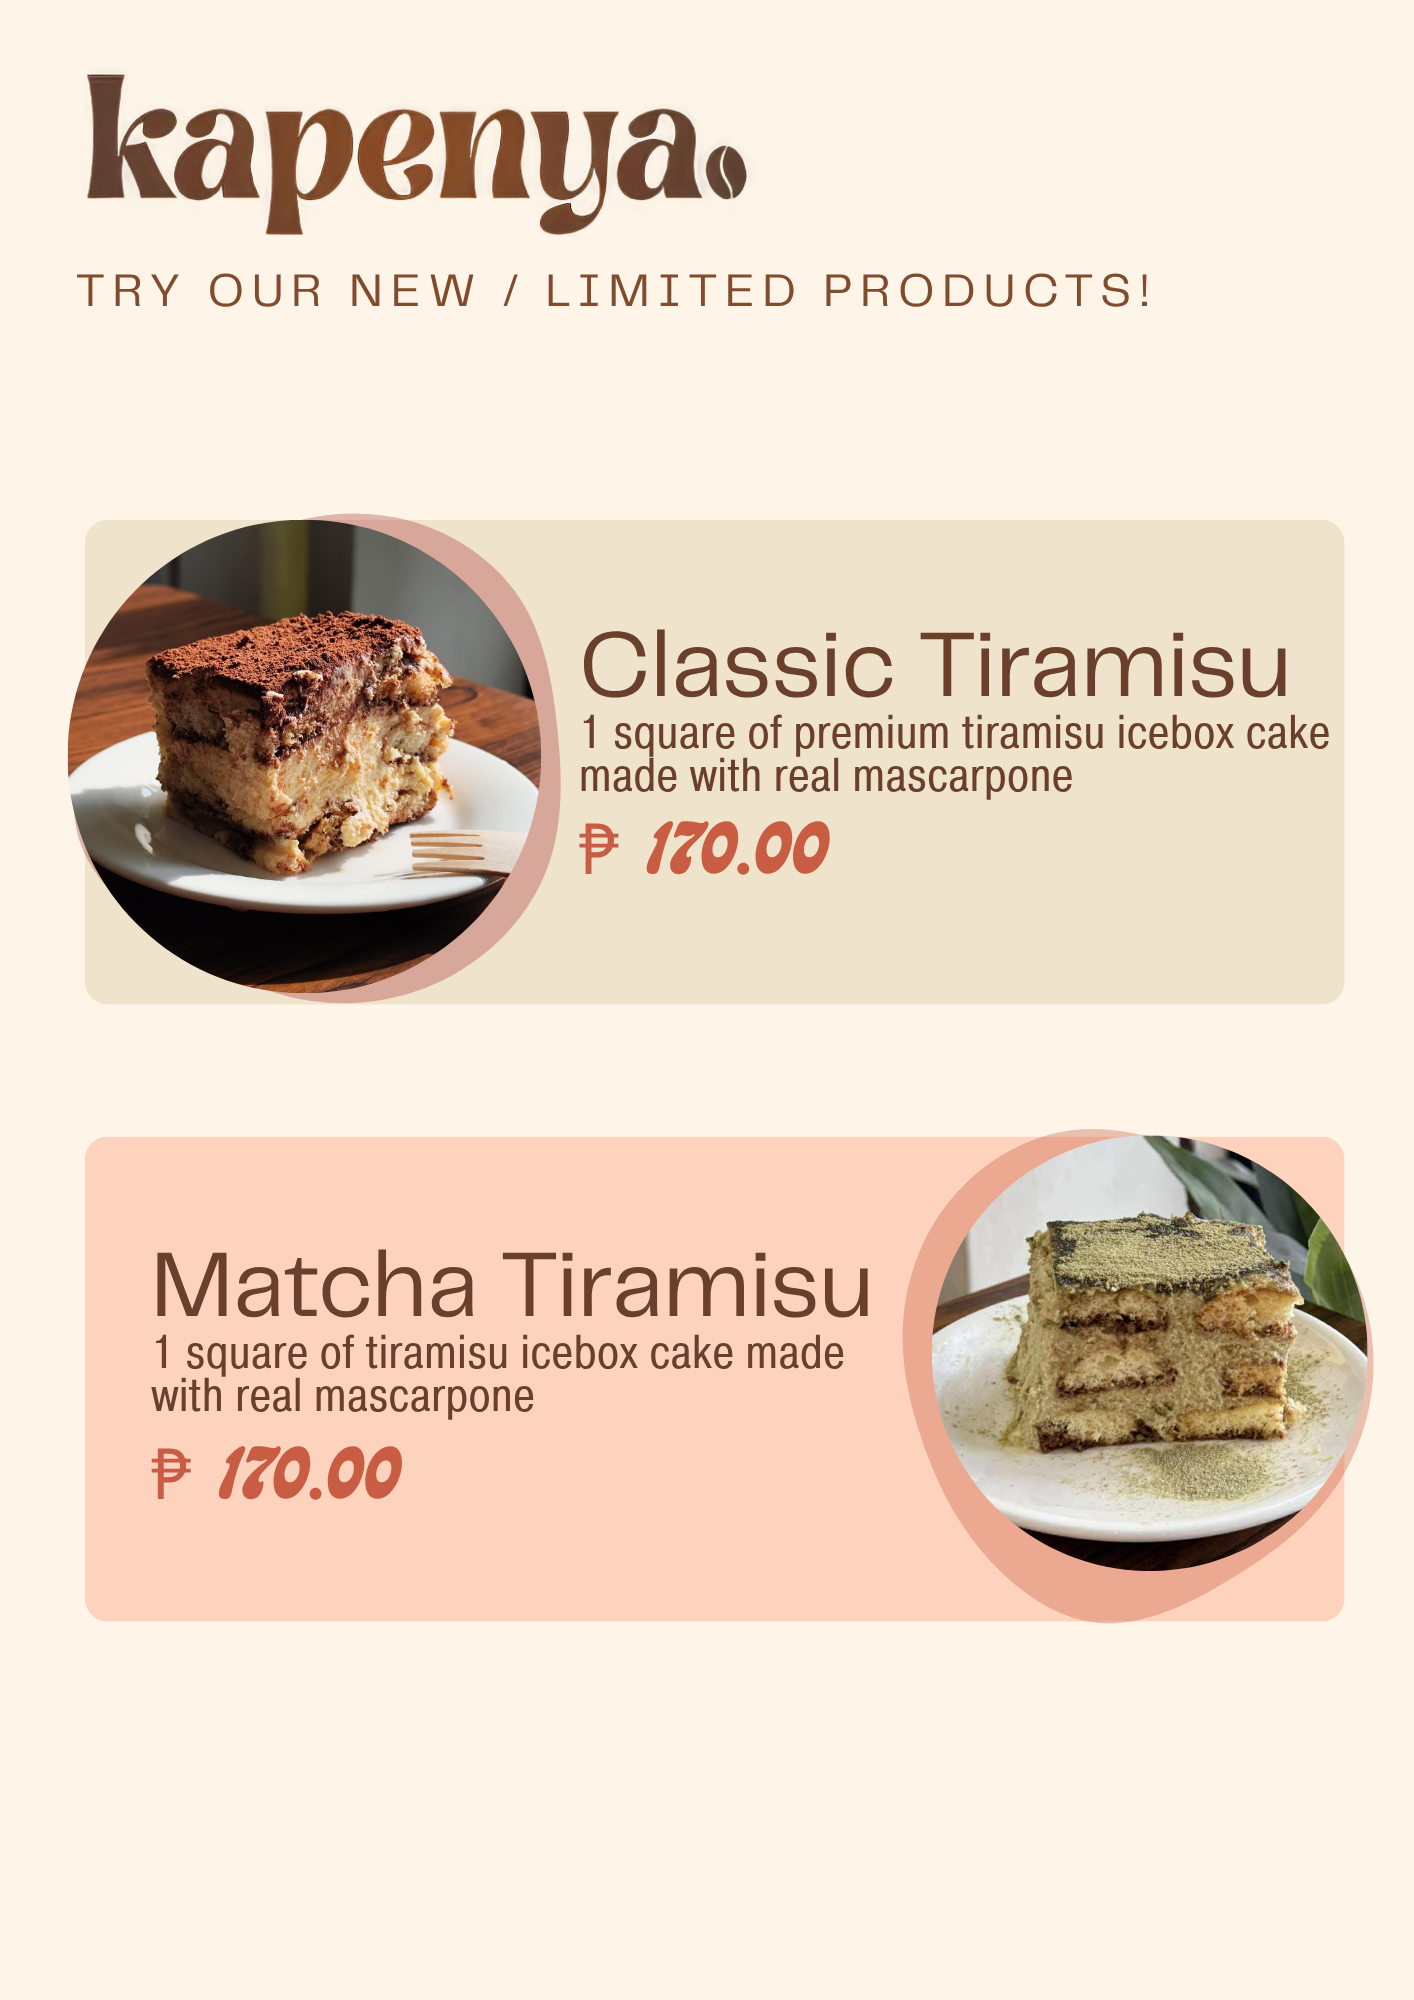 kapenya.
TRY OUR NEW / LIMITED PRODUCTS!
Classic Tiramisu
1 square of premium tiramisu icebox cake
made with real mascarpone
₱ 170.00
Matcha Tiramisu
1 square of tiramisu icebox cake made
with real mascarpone
₱ 170.00